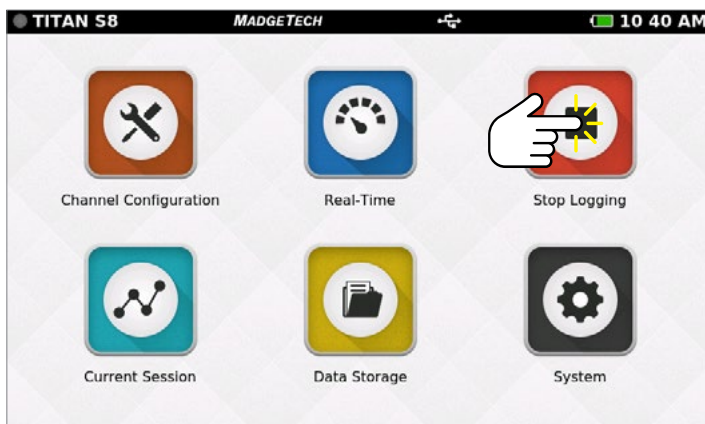 TITAN S8 MADGETECH 10 40 AM
Channel Configuration Real-Time Stop Logging
Current Session Data Storage System